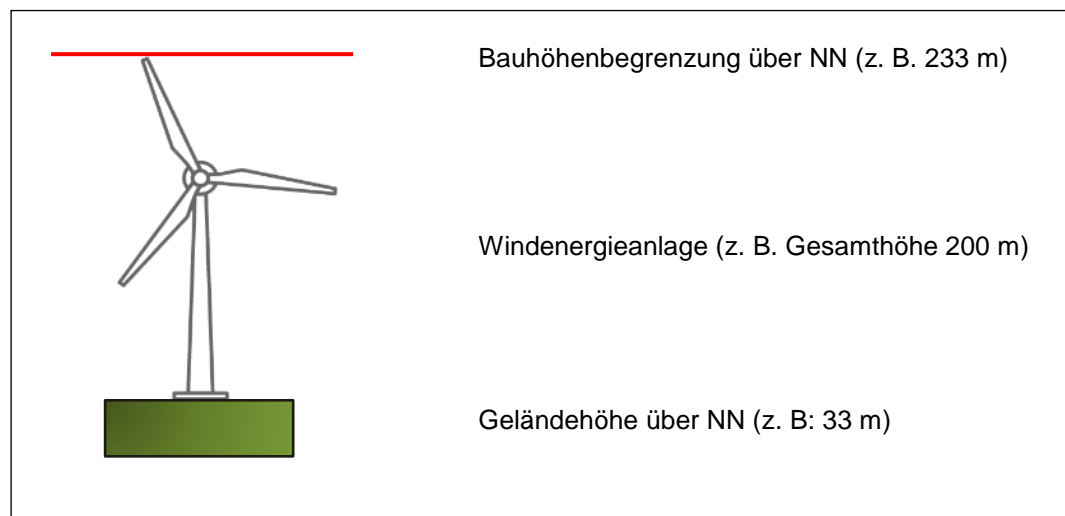 Bauhöhenbegrenzung über NN (z. B. 233 m)
Windenergieanlage (z. B. Gesamthöhe 200 m)
Geländehöhe über NN (z. B: 33 m)